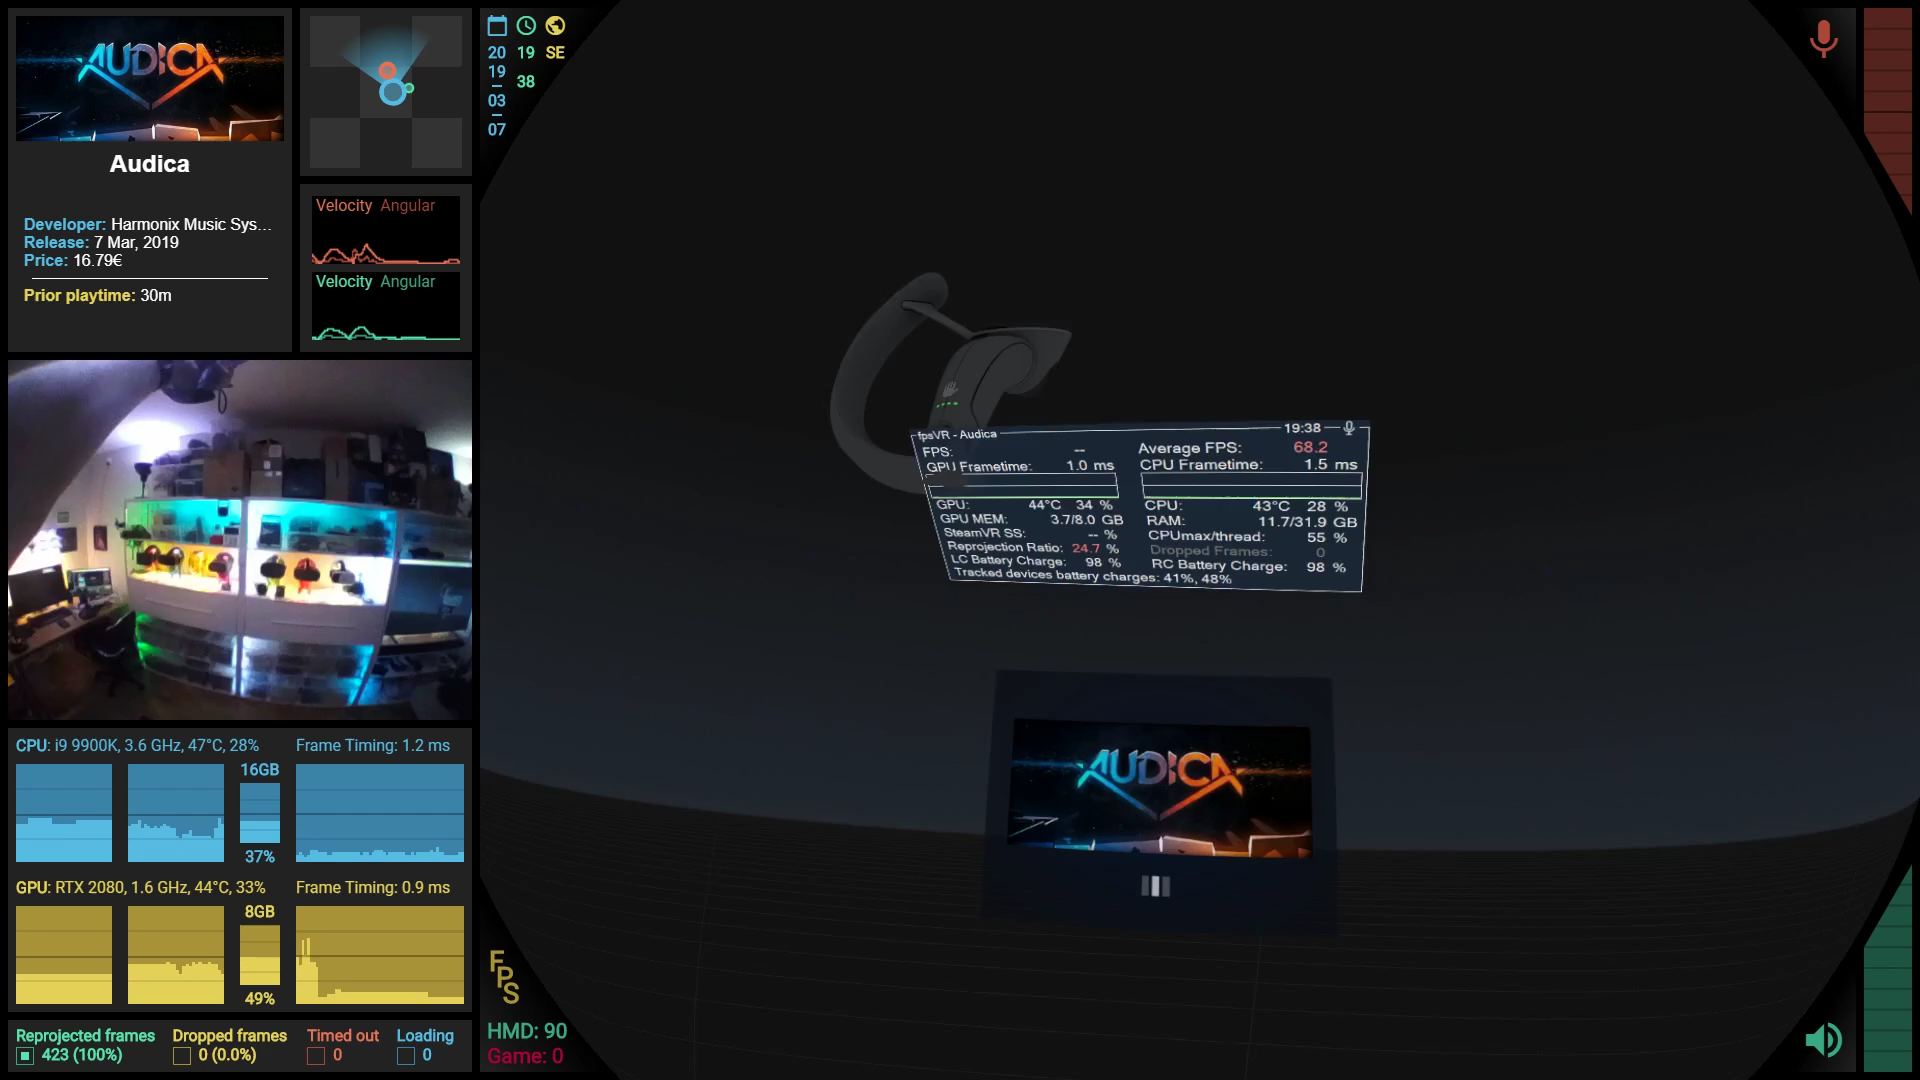 AUDICA
Audica
Developer: Harmonix Music Sys...
Release: 7 Mar, 2019
Price: 16.79€
Prior playtime: 30m
Velocity Angular
Velocity Angular
20 19 SE
19
38
–
03
–
07
CPU: i9 9900K, 3.6 GHz, 47°C, 28%
Frame Timing: 1.2 ms
16GB
37%
GPU: RTX 2080, 1.6 GHz, 44°C, 33%
Frame Timing: 0.9 ms
8GB
49%
Reprojected frames Dropped frames Timed out Loading
423 (100%) 0 (0.0%) 0 0
FPS
HMD: 90
Game: 0
fpsVR - Audica 19:38
FPS: -- Average FPS: 68.2
GPU Frametime: 1.0 ms CPU Frametime: 1.5 ms
GPU: 44°C 34 % CPU: 43°C 28 %
GPU MEM: 3.7/8.0 GB RAM: 11.7/31.9 GB
SteamVR SS: -- % CPUmax/thread: 55 %
Reprojection Ratio: 24.7 % Dropped Frames: 0
LC Battery Charge: 98 % RC Battery Charge: 98 %
Tracked devices battery charges: 41%, 48%
AUDICA